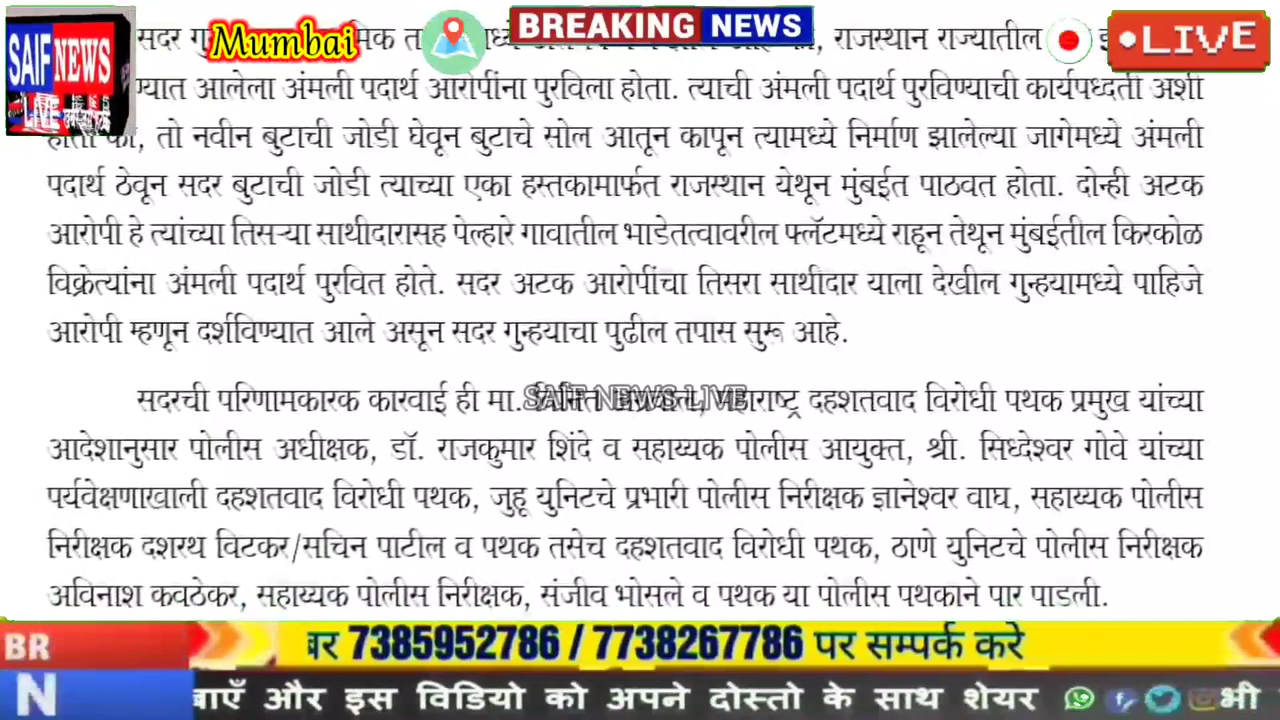 SAIF NEWS
LIVE
Mumbai
BREAKING NEWS
LIVE
सदर
राजस्थान राज्यातील
आलेला अंमली पदार्थ आरोपींना पुरविला होता. त्याची अंमली पदार्थ पुरविण्याची कार्यपध्दती अशी
तो नवीन बुटाची जोडी घेवून बुटाचे सोल आतून कापून त्यामध्ये निर्माण झालेल्या जागेमध्ये अंमली
पदार्थ ठेवून सदर बुटाची जोडी त्याच्या एका हस्तकामार्फत राजस्थान येथून मुंबईत पाठवत होता. दोन्ही अटक
आरोपी हे त्यांच्या तिसऱ्या साथीदारासह पेल्हारे गावातील भाडेतत्वावरील फ्लॅटमध्ये राहून तेथून मुंबईतील किरकोळ
विक्रेत्यांना अंमली पदार्थ पुरवित होते. सदर अटक आरोपींचा तिसरा साथीदार याला देखील गुन्हयामध्ये पाहिजे
आरोपी म्हणून दर्शविण्यात आले असून सदर गुन्हयाचा पुढील तपास सुरू आहे.
सदरची परिणामकारक कारवाई ही मा. महाराष्ट्र दहशतवाद विरोधी पथक प्रमुख यांच्या
SAIF NEWS LIVE
आदेशानुसार पोलीस अधीक्षक, डॉ. राजकुमार शिंदे व सहाय्यक पोलीस आयुक्त, श्री. सिध्देश्वर गोवे यांच्या
पर्यवेक्षणाखाली दहशतवाद विरोधी पथक, जुहू युनिटचे प्रभारी पोलीस निरीक्षक ज्ञानेश्वर वाघ, सहाय्यक पोलीस
निरीक्षक दशरथ विटकर/सचिन पाटील व पथक तसेच दहशतवाद विरोधी पथक, ठाणे युनिटचे पोलीस निरीक्षक
अविनाश कवठेकर, सहाय्यक पोलीस निरीक्षक, संजीव भोसले व पथक या पोलीस पथकाने पार पाडली.
BR
7385952786 / 7738267786 पर सम्पर्क करे
N
और इस विडियो को अपने दोस्तो के साथ शेयर भी